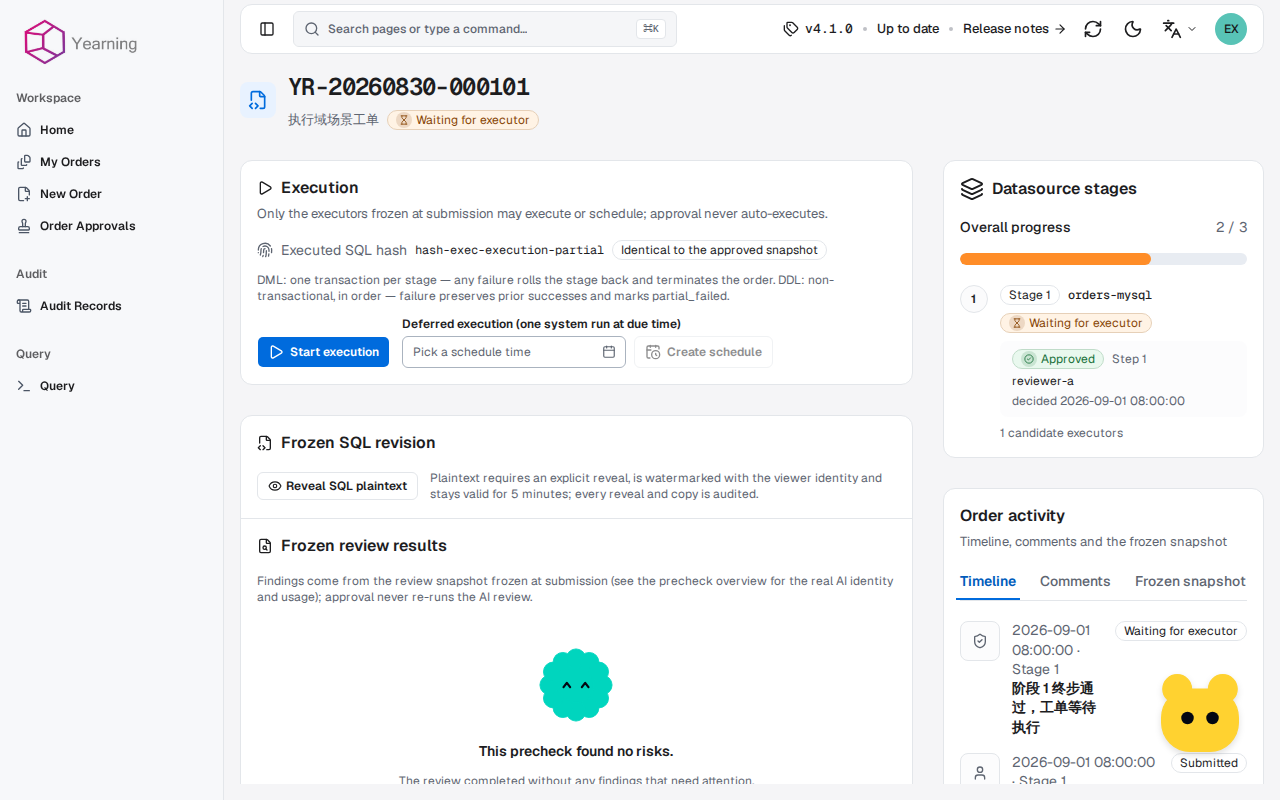 Yearning
Workspace
Home
My Orders
New Order
Order Approvals
Audit
Audit Records
Query
Query
Search pages or type a command...
⌘K
v4.1.0
Up to date
Release notes →
EX
YR-20260830-000101
执行域场景工单
Waiting for executor
Execution
Only the executors frozen at submission may execute or schedule; approval never auto-executes.
Executed SQL hash hash-exec-execution-partial Identical to the approved snapshot
DML: one transaction per stage — any failure rolls the stage back and terminates the order. DDL: non-
transactional, in order — failure preserves prior successes and marks partial_failed.
Deferred execution (one system run at due time)
Start execution
Pick a schedule time
Create schedule
Frozen SQL revision
Reveal SQL plaintext
Plaintext requires an explicit reveal, is watermarked with the viewer identity and
stays valid for 5 minutes; every reveal and copy is audited.
Frozen review results
Findings come from the review snapshot frozen at submission (see the precheck overview for the real AI identity
and usage); approval never re-runs the AI review.
This precheck found no risks.
The review completed without any findings that need attention.
Datasource stages
Overall progress 2 / 3
1 Stage 1 orders-mysql
Waiting for executor
Approved Step 1
reviewer-a
decided 2026-09-01 08:00:00
1 candidate executors
Order activity
Timeline, comments and the frozen snapshot
Timeline Comments Frozen snapshot
2026-09-01
08:00:00 ·
Stage 1
Waiting for executor
阶段 1 终步通
过，工单等待
执行
2026-09-01 08:00:00
· Stage 1
Submitted